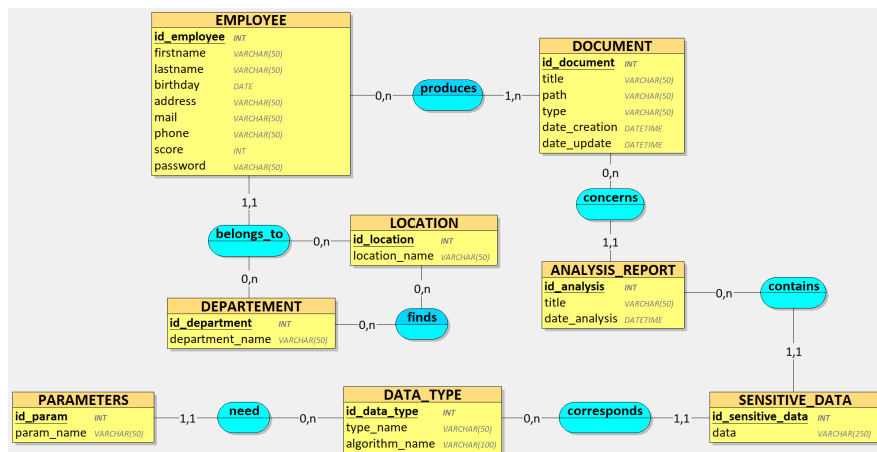 EMPLOYEE
id_employee INT
firstname VARCHAR(50)
lastname VARCHAR(50)
birthday DATE
address VARCHAR(50)
mail VARCHAR(50)
phone VARCHAR(50)
score INT
password VARCHAR(50)
0,n
produces
1,n
DOCUMENT
id_document INT
title VARCHAR(50)
path VARCHAR(50)
type VARCHAR(50)
date_creation DATETIME
date_update DATETIME
1,1
belongs_to
0,n
LOCATION
id_location INT
location_name VARCHAR(50)
0,n
0,n
DEPARTEMENT
id_department INT
department_name VARCHAR(50)
0,n
finds
0,n
concerns
1,1
ANALYSIS_REPORT
id_analysis INT
title VARCHAR(50)
date_analysis DATETIME
0,n
contains
1,1
PARAMETERS
id_param INT
param_name VARCHAR(50)
1,1
need
0,n
DATA_TYPE
id_data_type INT
type_name VARCHAR(50)
algorithm_name VARCHAR(100)
0,n
corresponds
1,1
SENSITIVE_DATA
id_sensitive_data INT
data VARCHAR(250)